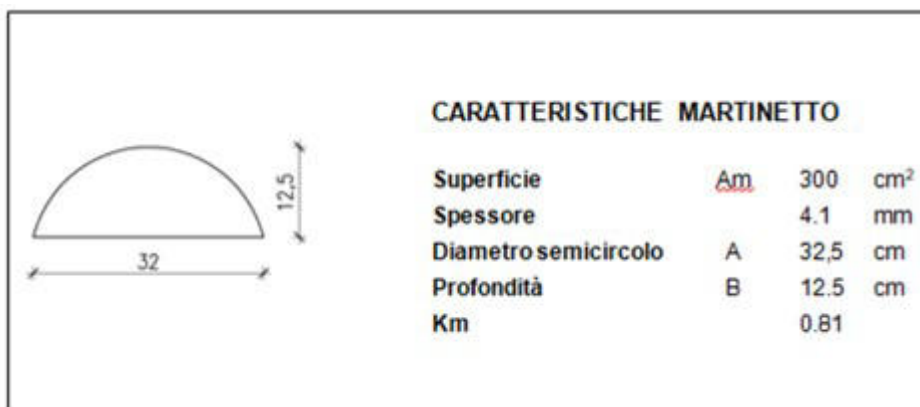 CARATTERISTICHE MARTINETTO
Superficie Am 300 cm²
Spessore 4.1 mm
12,5
Diametro semicircolo A 32,5 cm
32
Profondità B 12.5 cm
Km 0.81